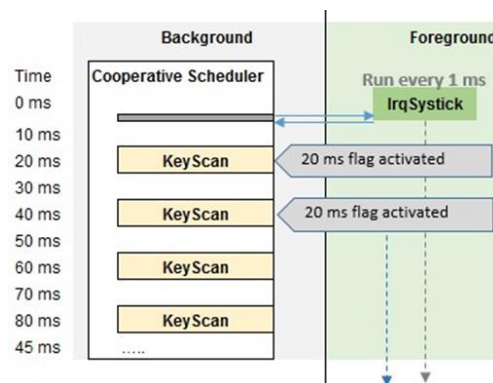 Background
Foreground
Time
Cooperative Scheduler
Run every 1 ms
0 ms
IrqSystick
10 ms
20 ms
KeyScan
20 ms flag activated
30 ms
40 ms
KeyScan
20 ms flag activated
50 ms
60 ms
KeyScan
70 ms
80 ms
KeyScan
45 ms
.....